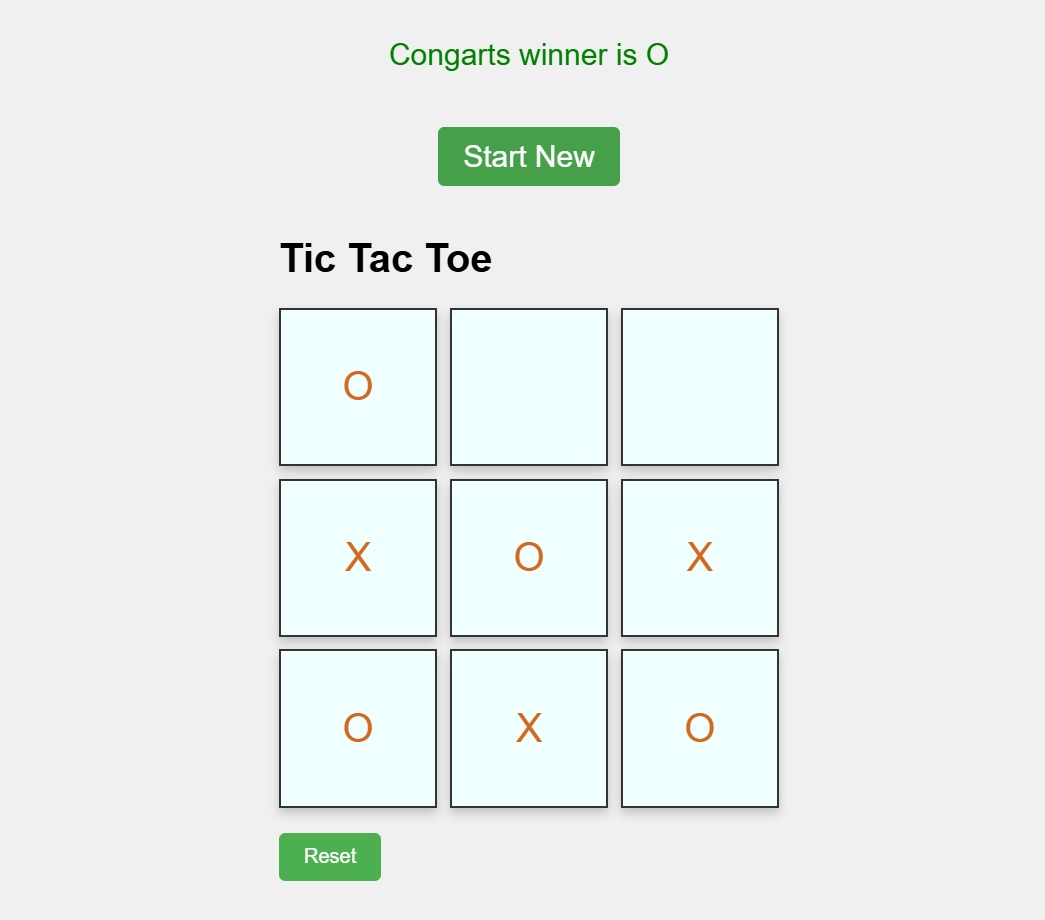 Congarts winner is O
Start New
Tic Tac Toe
O
X O X
O X O
Reset